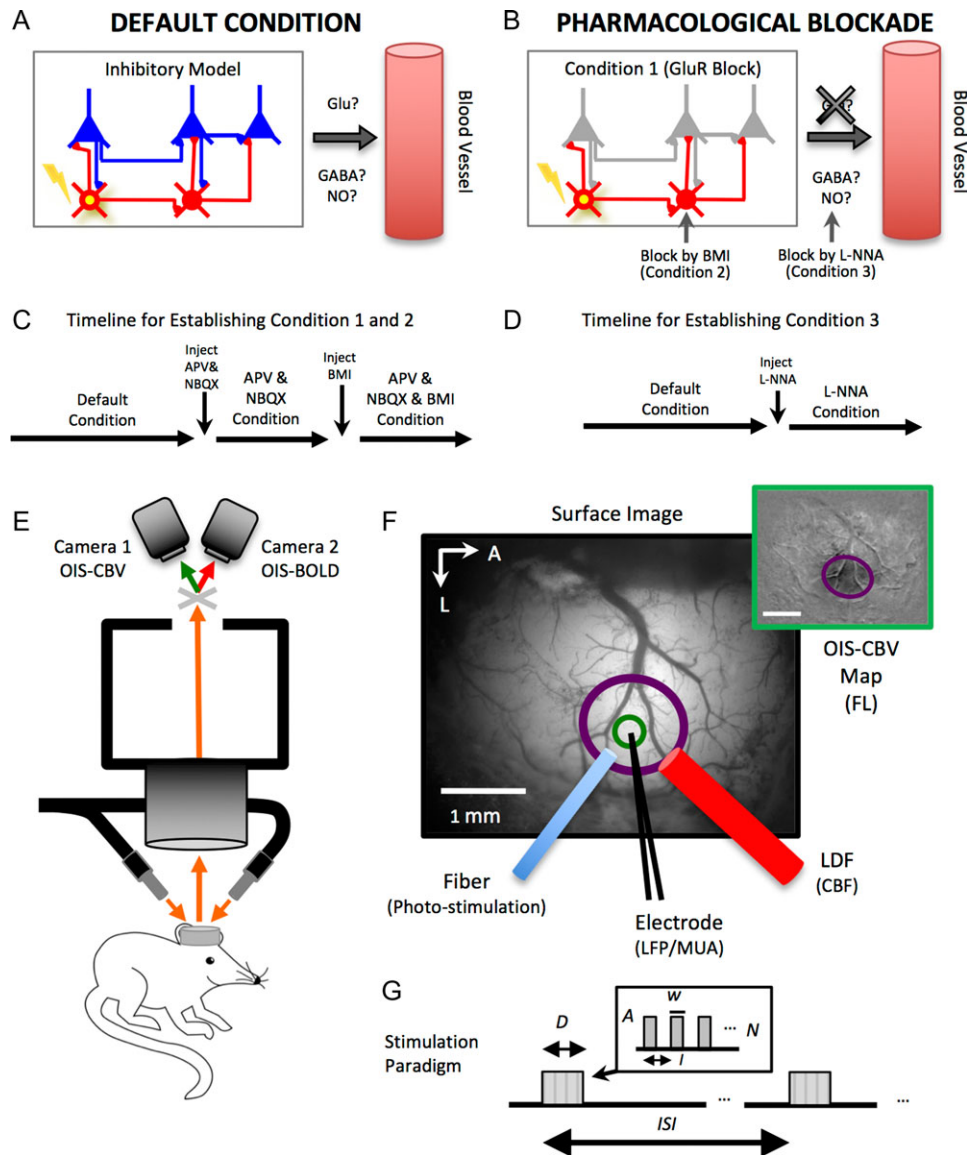 A
DEFAULT CONDITION
Inhibitory Model
Glu?
GABA?
NO?
Blood Vessel
B
PHARMACOLOGICAL BLOCKADE
Condition 1 (GluR Block)
GABA?
NO?
Blood Vessel
Block by BMI
(Condition 2)
Block by L-NNA
(Condition 3)
C
Timeline for Establishing Condition 1 and 2
Default
Condition
Inject
APV&
NBQX
APV &
NBQX
Condition
Inject
BMI
APV &
NBQX & BMI
Condition
D
Timeline for Establishing Condition 3
Default
Condition
Inject
L-NNA
L-NNA
Condition
E
Camera 1
OIS-CBV
Camera 2
OIS-BOLD
F
Surface Image
A
L
1 mm
OIS-CBV
Map
(FL)
Fiber
(Photo-stimulation)
Electrode
(LFP/MUA)
LDF
(CBF)
G
Stimulation
Paradigm
D
A
w
I
... N
...
...
ISI